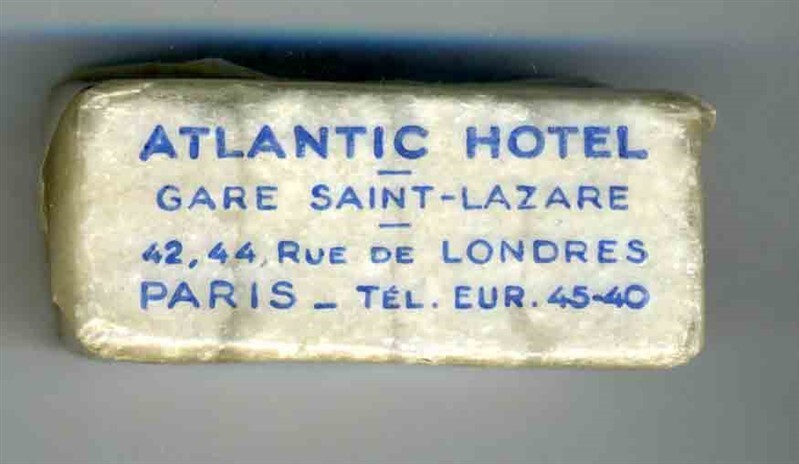 ATLANTIC HOTEL
GARE SAINT-LAZARE
42, 44, RUE DE LONDRES
PARIS - TÉL. EUR. 45-40